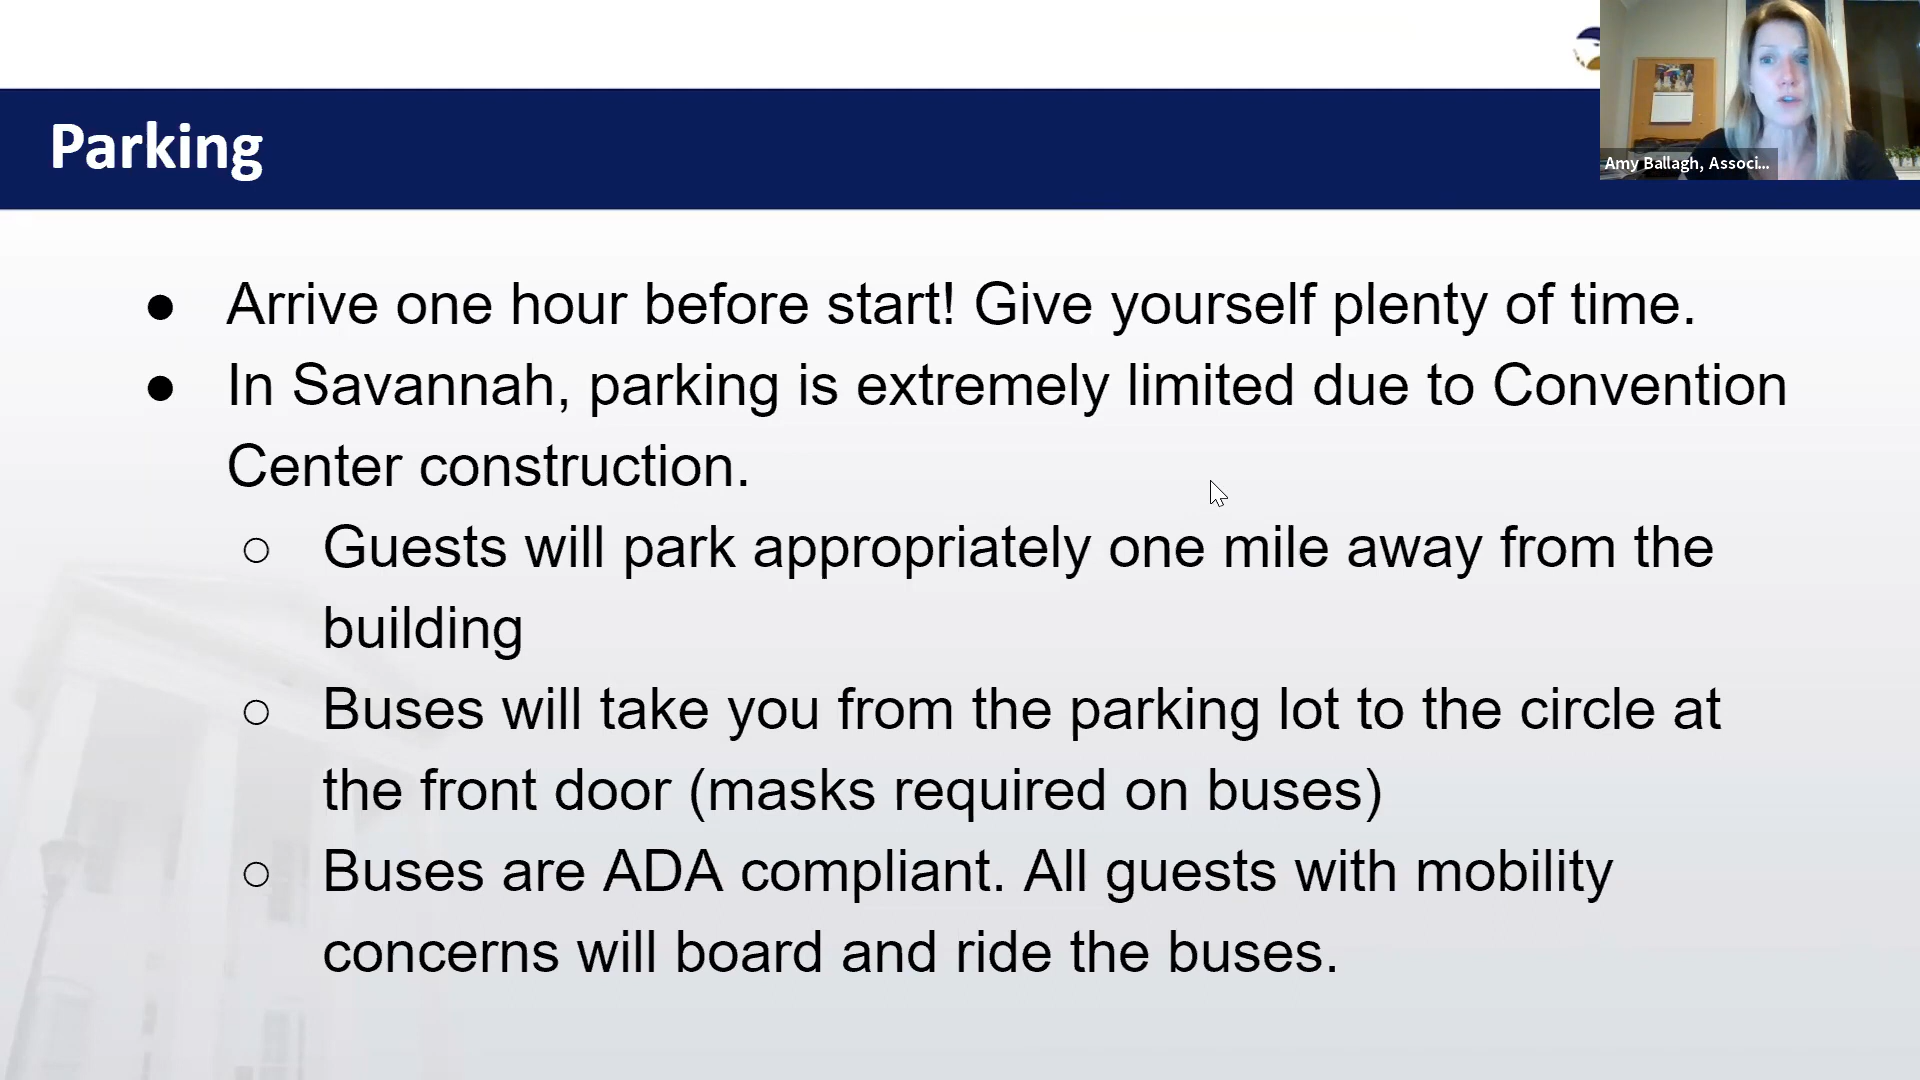 Parking
Amy Ballagh, Associ...
● Arrive one hour before start! Give yourself plenty of time.
● In Savannah, parking is extremely limited due to Convention
Center construction.
○ Guests will park appropriately one mile away from the
building
○ Buses will take you from the parking lot to the circle at
the front door (masks required on buses)
○ Buses are ADA compliant. All guests with mobility
concerns will board and ride the buses.